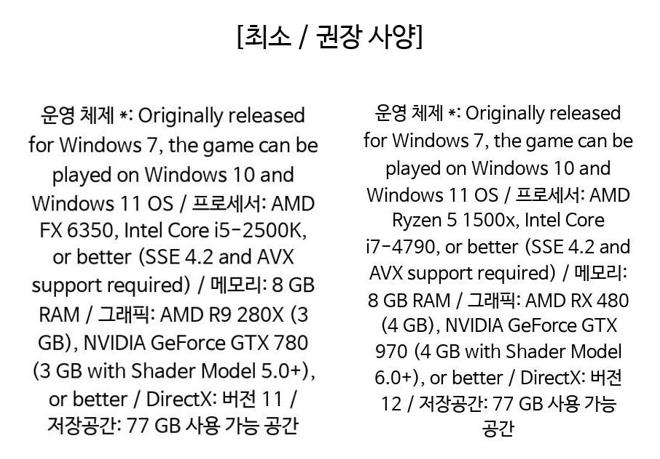 [최소 / 권장 사양]
운영 체제 *: Originally released
for Windows 7, the game can be
played on Windows 10 and
Windows 11 OS / 프로세서: AMD
FX 6350, Intel Core i5-2500K,
or better (SSE 4.2 and AVX
support required) / 메모리: 8 GB
RAM / 그래픽: AMD R9 280X (3
GB), NVIDIA GeForce GTX 780
(3 GB with Shader Model 5.0+),
or better / DirectX: 버전 11 /
저장공간: 77 GB 사용 가능 공간
운영 체제 *: Originally released
for Windows 7, the game can be
played on Windows 10 and
Windows 11 OS / 프로세서: AMD
Ryzen 5 1500x, Intel Core
i7-4790, or better (SSE 4.2 and
AVX support required) / 메모리:
8 GB RAM / 그래픽: AMD RX 480
(4 GB), NVIDIA GeForce GTX
970 (4 GB with Shader Model
6.0+), or better / DirectX: 버전
12 / 저장공간: 77 GB 사용 가능
공간